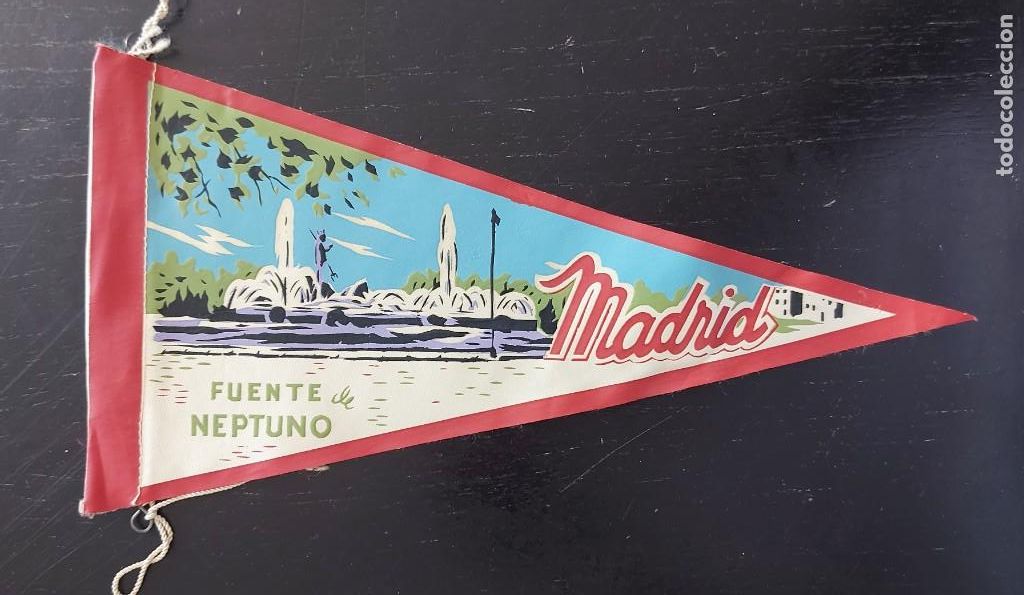 Madrid
FUENTE de
NEPTUNO
todocoleccion